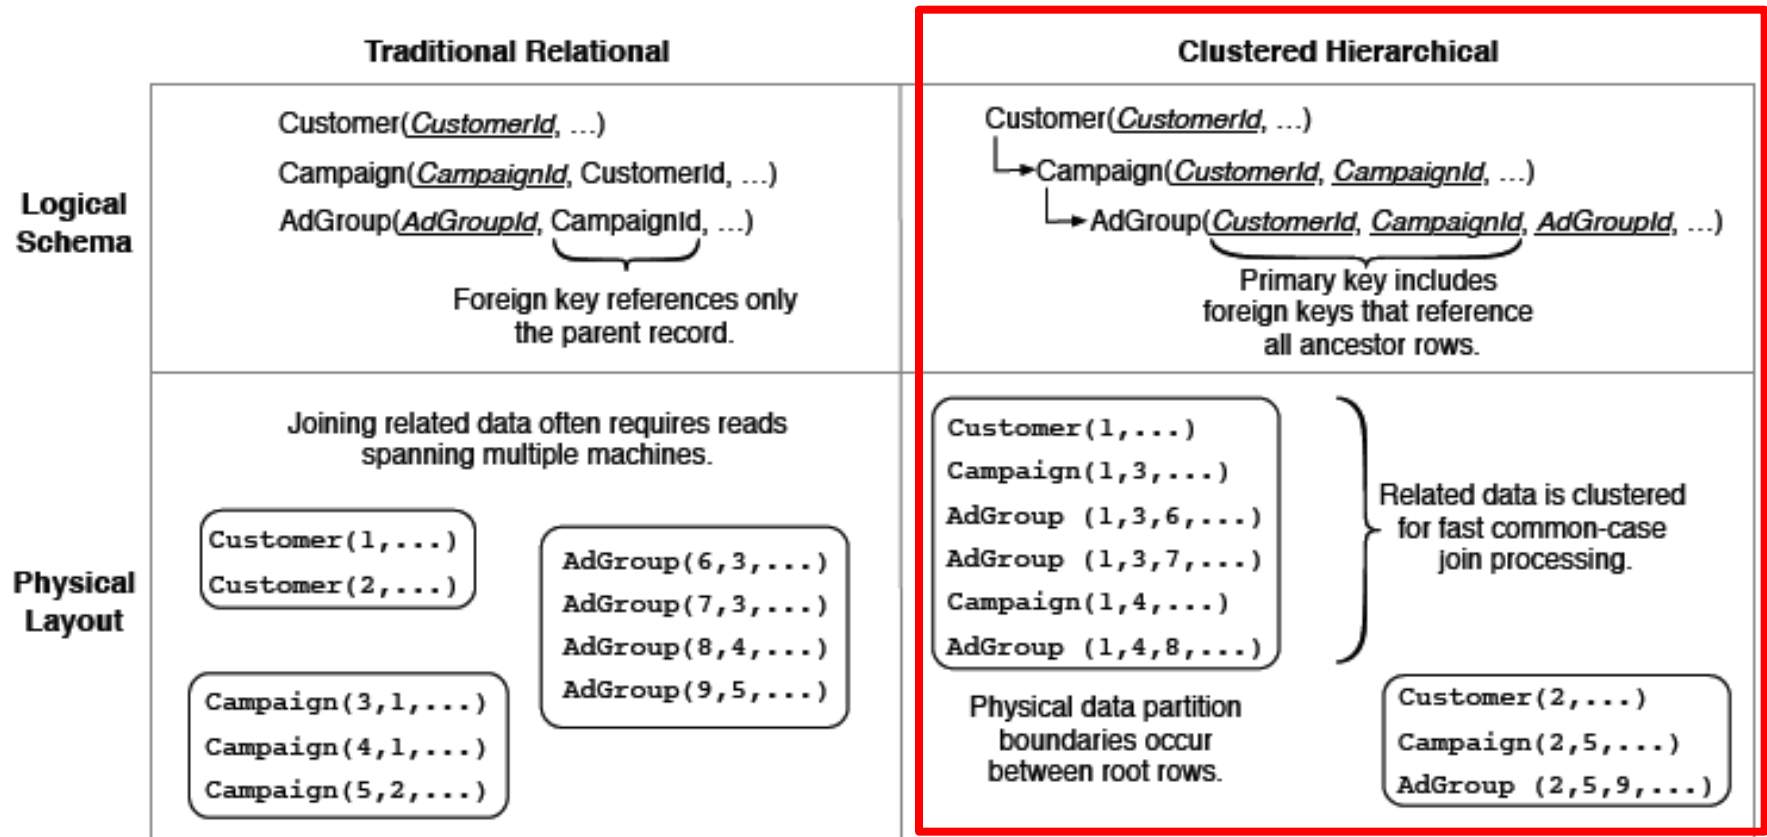 Traditional Relational
Clustered Hierarchical
Logical
Schema
Customer(CustomerId, ...)
Campaign(CampaignId, CustomerId, ...)
AdGroup(AdGroupId, CampaignId, ...)
Foreign key references only
the parent record.
Customer(CustomerId, ...)
Campaign(CustomerId, CampaignId, ...)
AdGroup(CustomerId, CampaignId, AdGroupId, ...)
Primary key includes
foreign keys that reference
all ancestor rows.
Physical
Layout
Joining related data often requires reads
spanning multiple machines.
Customer(1,...)
Customer(2,...)
AdGroup(6,3,...)
AdGroup(7,3,...)
AdGroup(8,4,...)
AdGroup(9,5,...)
Campaign(3,1,...)
Campaign(4,1,...)
Campaign(5,2,...)
Customer(1,...)
Campaign(1,3,...)
AdGroup (1,3,6,...)
AdGroup (1,3,7,...)
Campaign(1,4,...)
AdGroup (1,4,8,...)
Related data is clustered
for fast common-case
join processing.
Physical data partition
boundaries occur
between root rows.
Customer(2,...)
Campaign(2,5,...)
AdGroup (2,5,9,...)